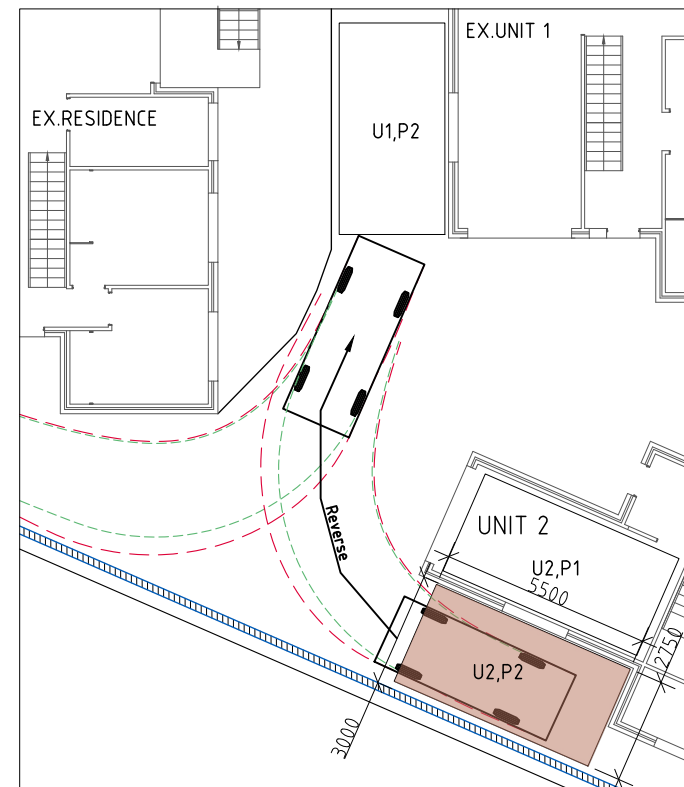 EX.UNIT 1
EX.RESIDENCE
U1,P2
Reverse
UNIT 2
U2,P1
5500
2750
U2,P2
3000